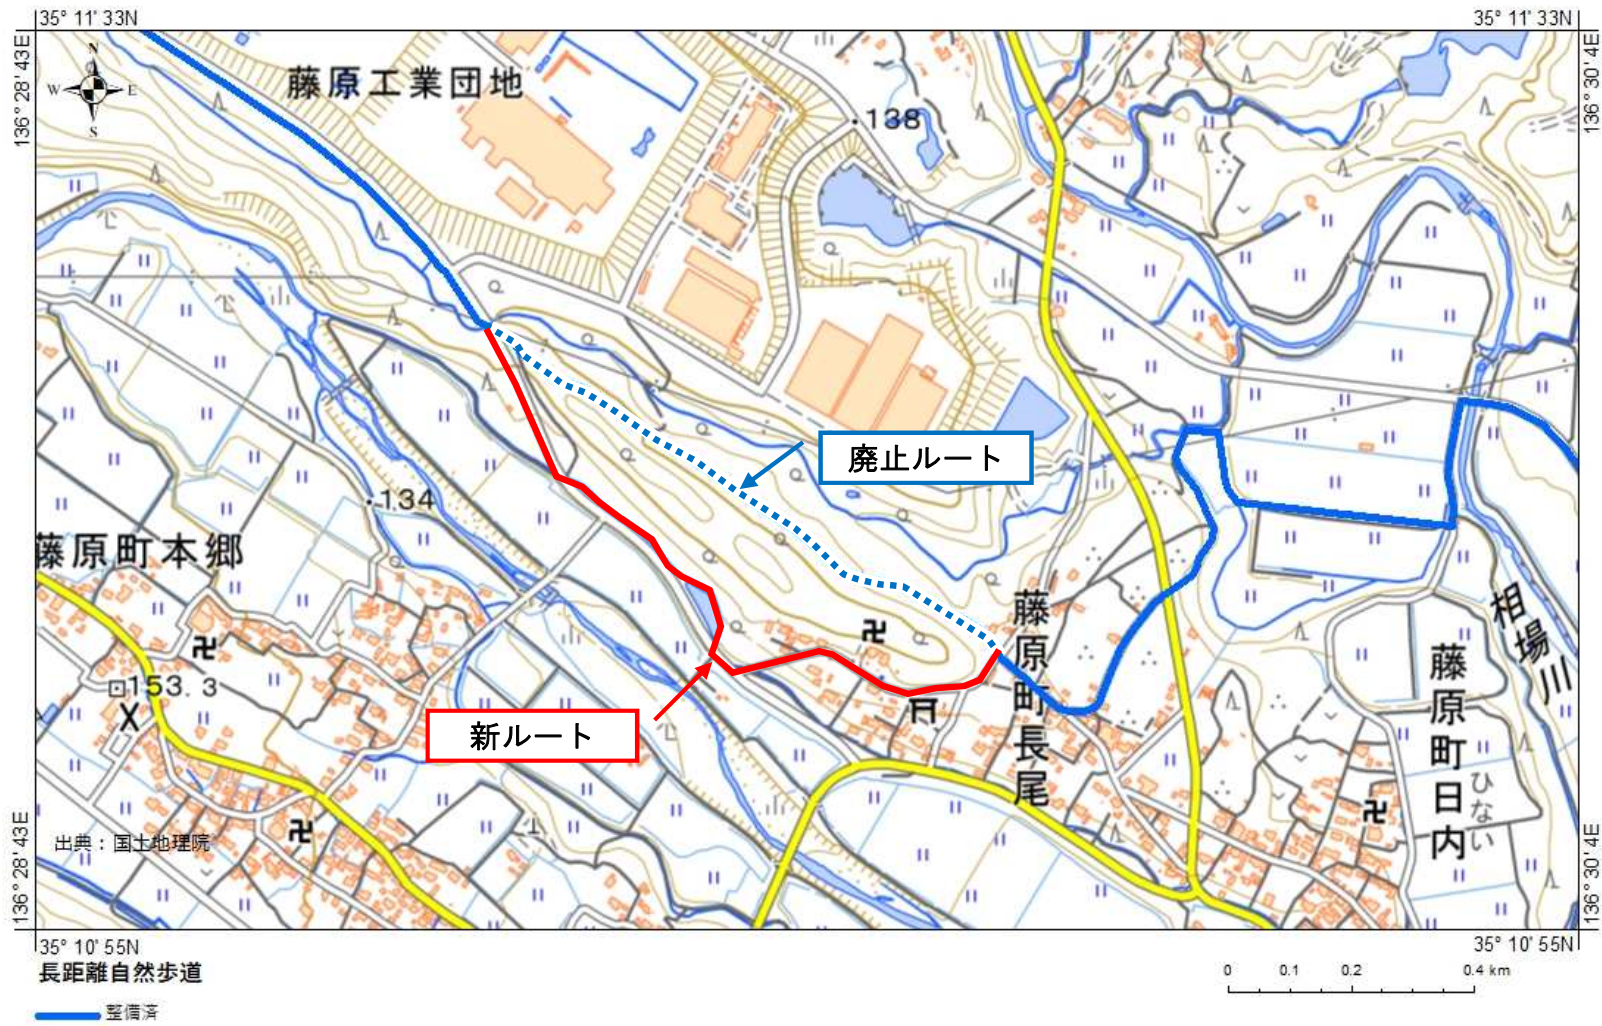 35° 11' 33N
35° 11' 33N
136° 28' 43E
136° 30' 4E
N
W
E
S
藤原工業団地
138
廃止ルート
134
藤原町本郷
藤原町長尾
相場川
153.3
新ルート
藤原町日内
ひない
出典：国土地理院
136° 28' 43E
136° 30' 4E
35° 10' 55N
35° 10' 55N
長距離自然歩道
0 0.1 0.2 0.4 km
整備済